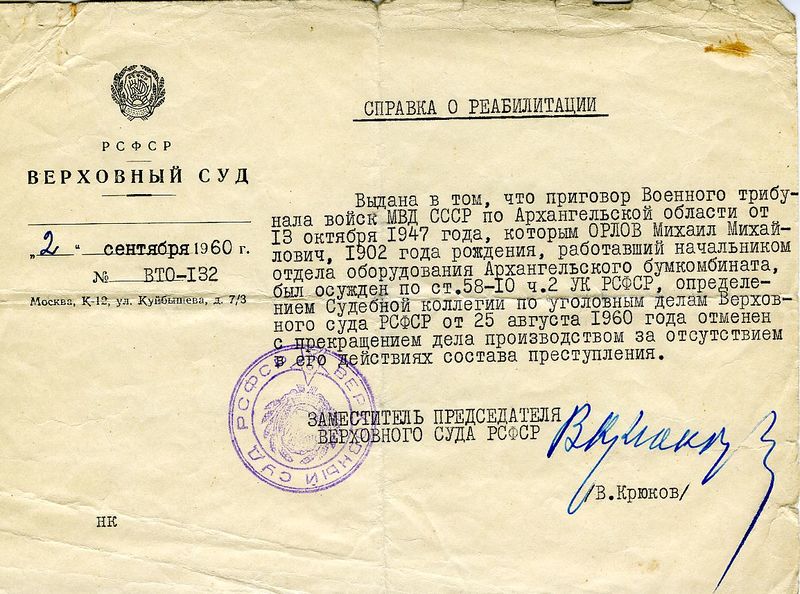 РСФСР
ВЕРХОВНЫЙ СУД
„2“ сентября 1960 г.
№ ВТО-132
Москва, К-12, ул. Куйбышева, д. 7/3
СПРАВКА О РЕАБИЛИТАЦИИ
Выдана в том, что приговор Военного трибу-
нала войск МВД СССР по Архангельской области от
13 октября 1947 года, которым ОРЛОВ Михаил Михай-
лович, 1902 года рождения, работавший начальником
отдела оборудования Архангельского бумкомбината,
был осужден по ст.58-10 ч.2 УК РСФСР, определе-
нием Судебной коллегии по уголовным делам Верхов-
ного суда РСФСР от 25 августа 1960 года отменен
с прекращением дела производством за отсутствием
в его действиях состава преступления.
ВЕРХОВНЫЙ СУД РСФСР
ЗАМЕСТИТЕЛЬ ПРЕДСЕДАТЕЛЯ
ВЕРХОВНОГО СУДА РСФСР
/В.Крюков/
НК